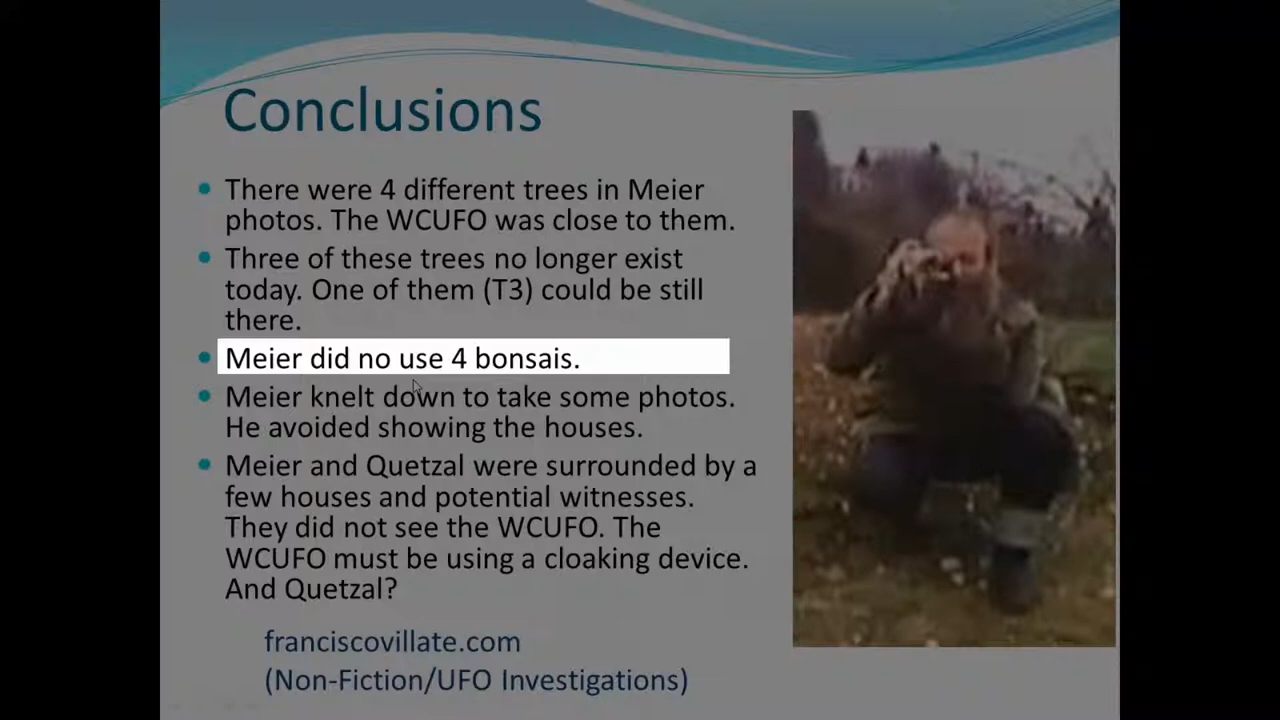 Conclusions
There were 4 different trees in Meier
photos. The WCUFO was close to them.
Three of these trees no longer exist
today. One of them (T3) could be still
there.
Meier did no use 4 bonsais.
Meier knelt down to take some photos.
He avoided showing the houses.
Meier and Quetzal were surrounded by a
few houses and potential witnesses.
They did not see the WCUFO. The
WCUFO must be using a cloaking device.
And Quetzal?
franciscovillate.com
(Non-Fiction/UFO Investigations)